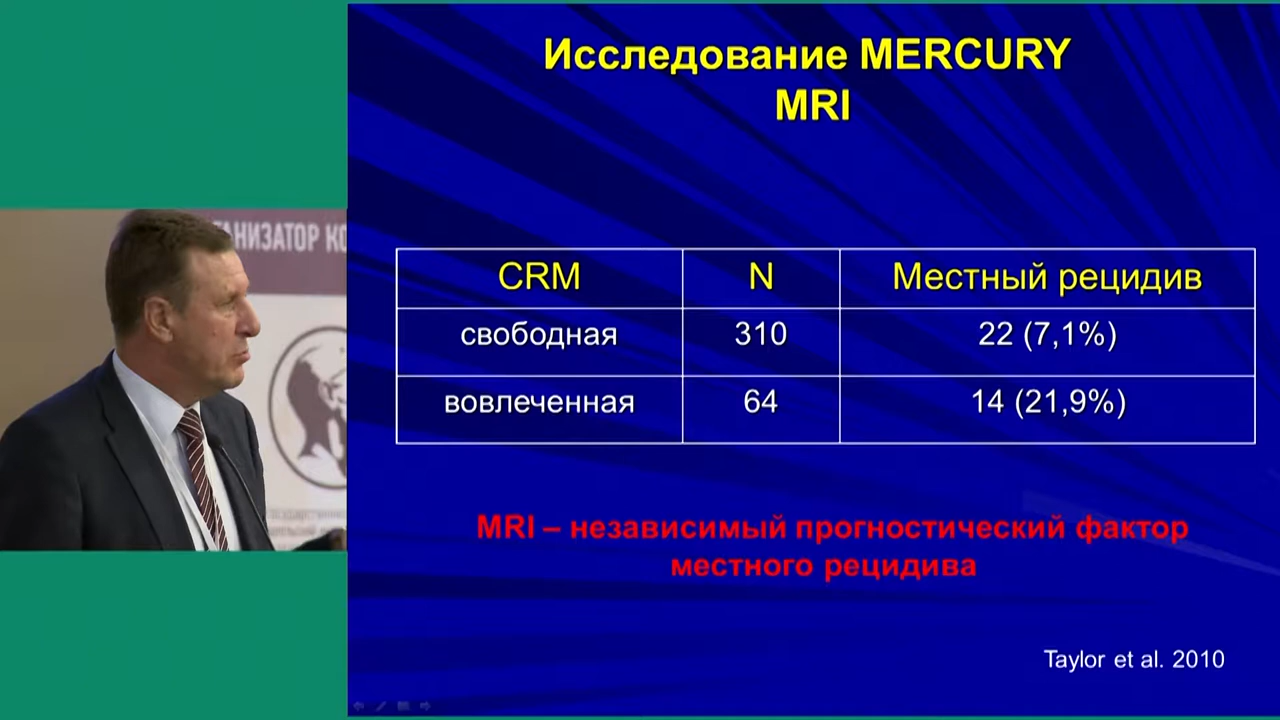 Исследование MERCURY
MRI
CRM N Местный рецидив
свободная 310 22 (7,1%)
вовлеченная 64 14 (21,9%)
MRI – независимый прогностический фактор
местного рецидива
Taylor et al. 2010